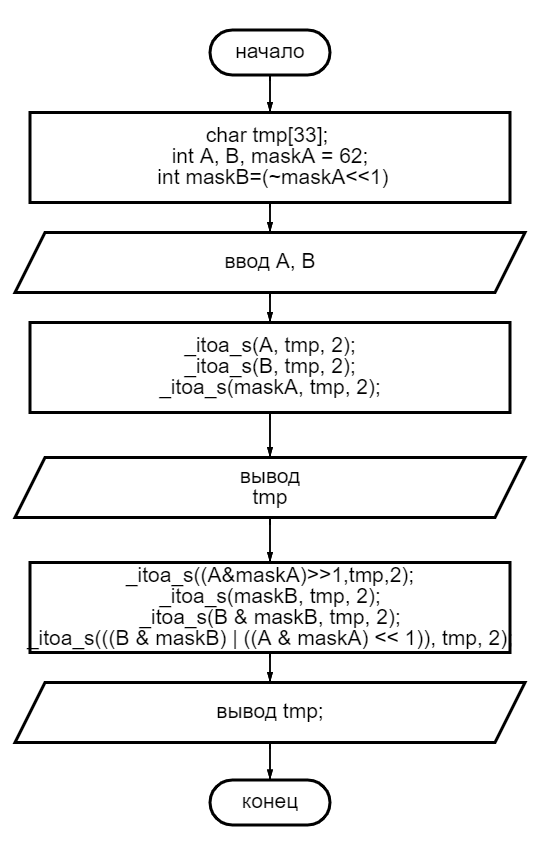 начало
char tmp[33];
int A, B, maskA = 62;
int maskB=(~maskA<<1)
ввод A, B
_itoa_s(A, tmp, 2);
_itoa_s(B, tmp, 2);
_itoa_s(maskA, tmp, 2);
вывод
tmp
_itoa_s((A&maskA)>>1,tmp,2);
_itoa_s(maskB, tmp, 2);
_itoa_s(B & maskB, tmp, 2);
_itoa_s(((B & maskB) | ((A & maskA) << 1)), tmp, 2);
вывод tmp;
конец